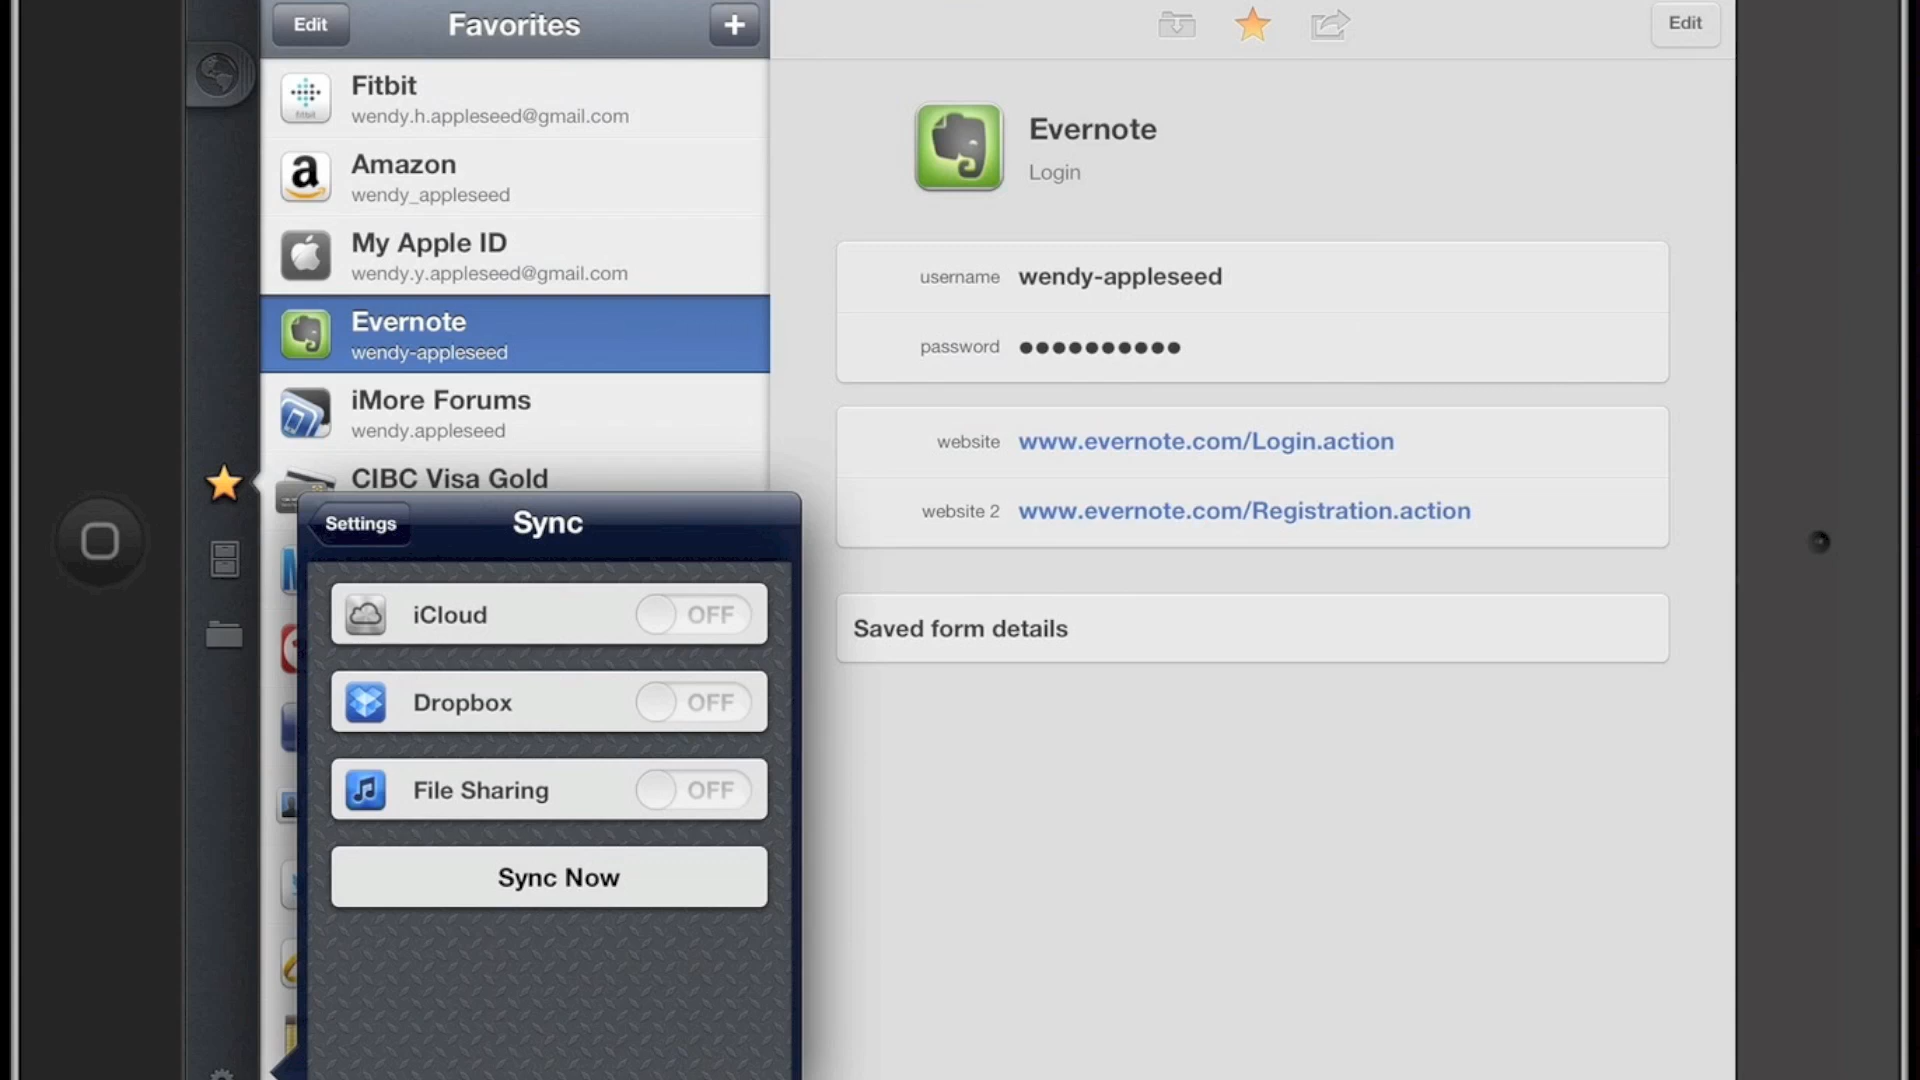 Edit
Favorites
+
Fitbit
wendy.h.appleseed@gmail.com
Amazon
wendy_appleseed
My Apple ID
wendy.y.appleseed@gmail.com
Evernote
wendy-appleseed
iMore Forums
wendy.appleseed
CIBC Visa Gold
Settings
Sync
iCloud OFF
Dropbox OFF
File Sharing OFF
Sync Now
Edit
Evernote
Login
username wendy-appleseed
password ●●●●●●●●●●
website www.evernote.com/Login.action
website 2 www.evernote.com/Registration.action
Saved form details